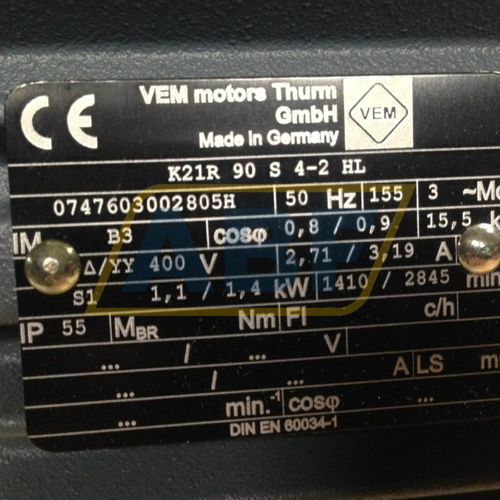 CE
VEM motors Thurm
GmbH
Made in Germany
VEM
K21R 90 S 4-2 HL
0747603002805H 50 Hz 155 3 ~Mo
IM B3 cosφ 0,8 / 0,9 15,5 k
Δ/YY 400 V 2,71 / 3,19 A
S1 1,1 / 1,4 kW 1410 / 2845 min
IP 55 MBR Nm FI c/h
... / ... V
... / ... A LS m
... min.-1 cosφ ...
DIN EN 60034-1